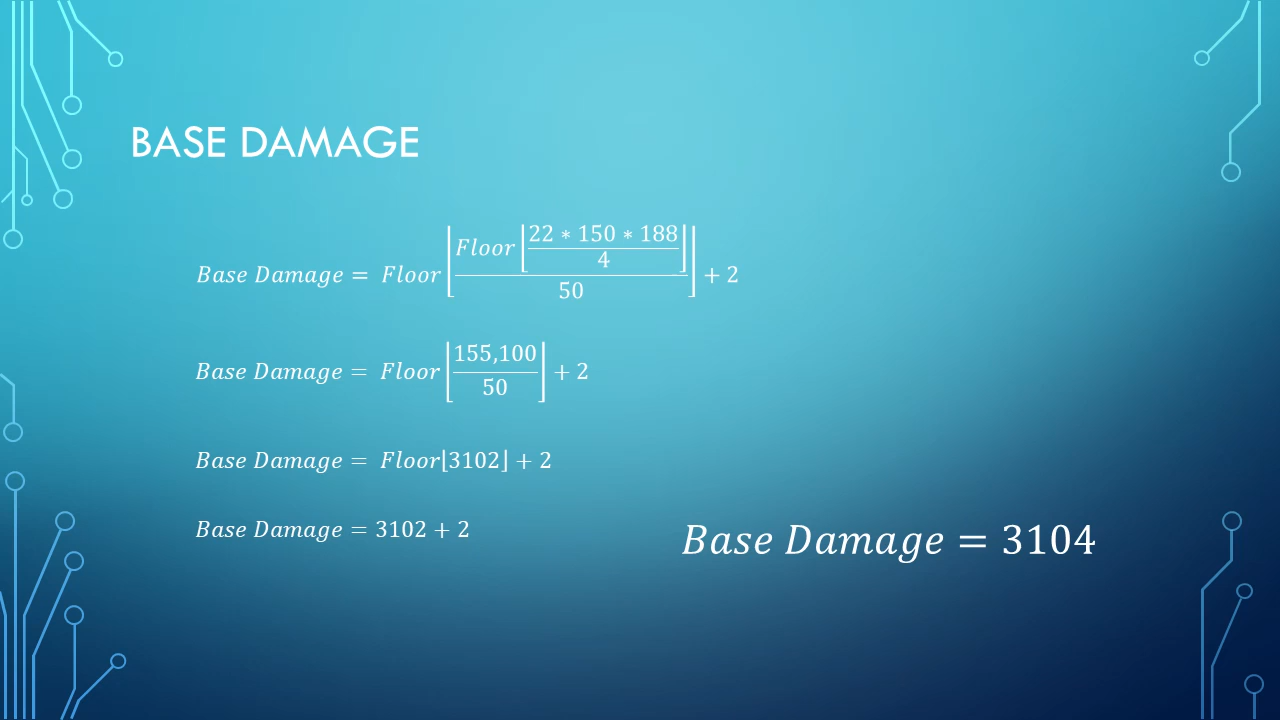 BASE DAMAGE
Base Damage = Floor⌊Floor⌊22 * 150 * 188 / 4⌋ / 50⌋ + 2
Base Damage = Floor⌊155,100 / 50⌋ + 2
Base Damage = Floor⌊3102⌋ + 2
Base Damage = 3102 + 2
Base Damage = 3104